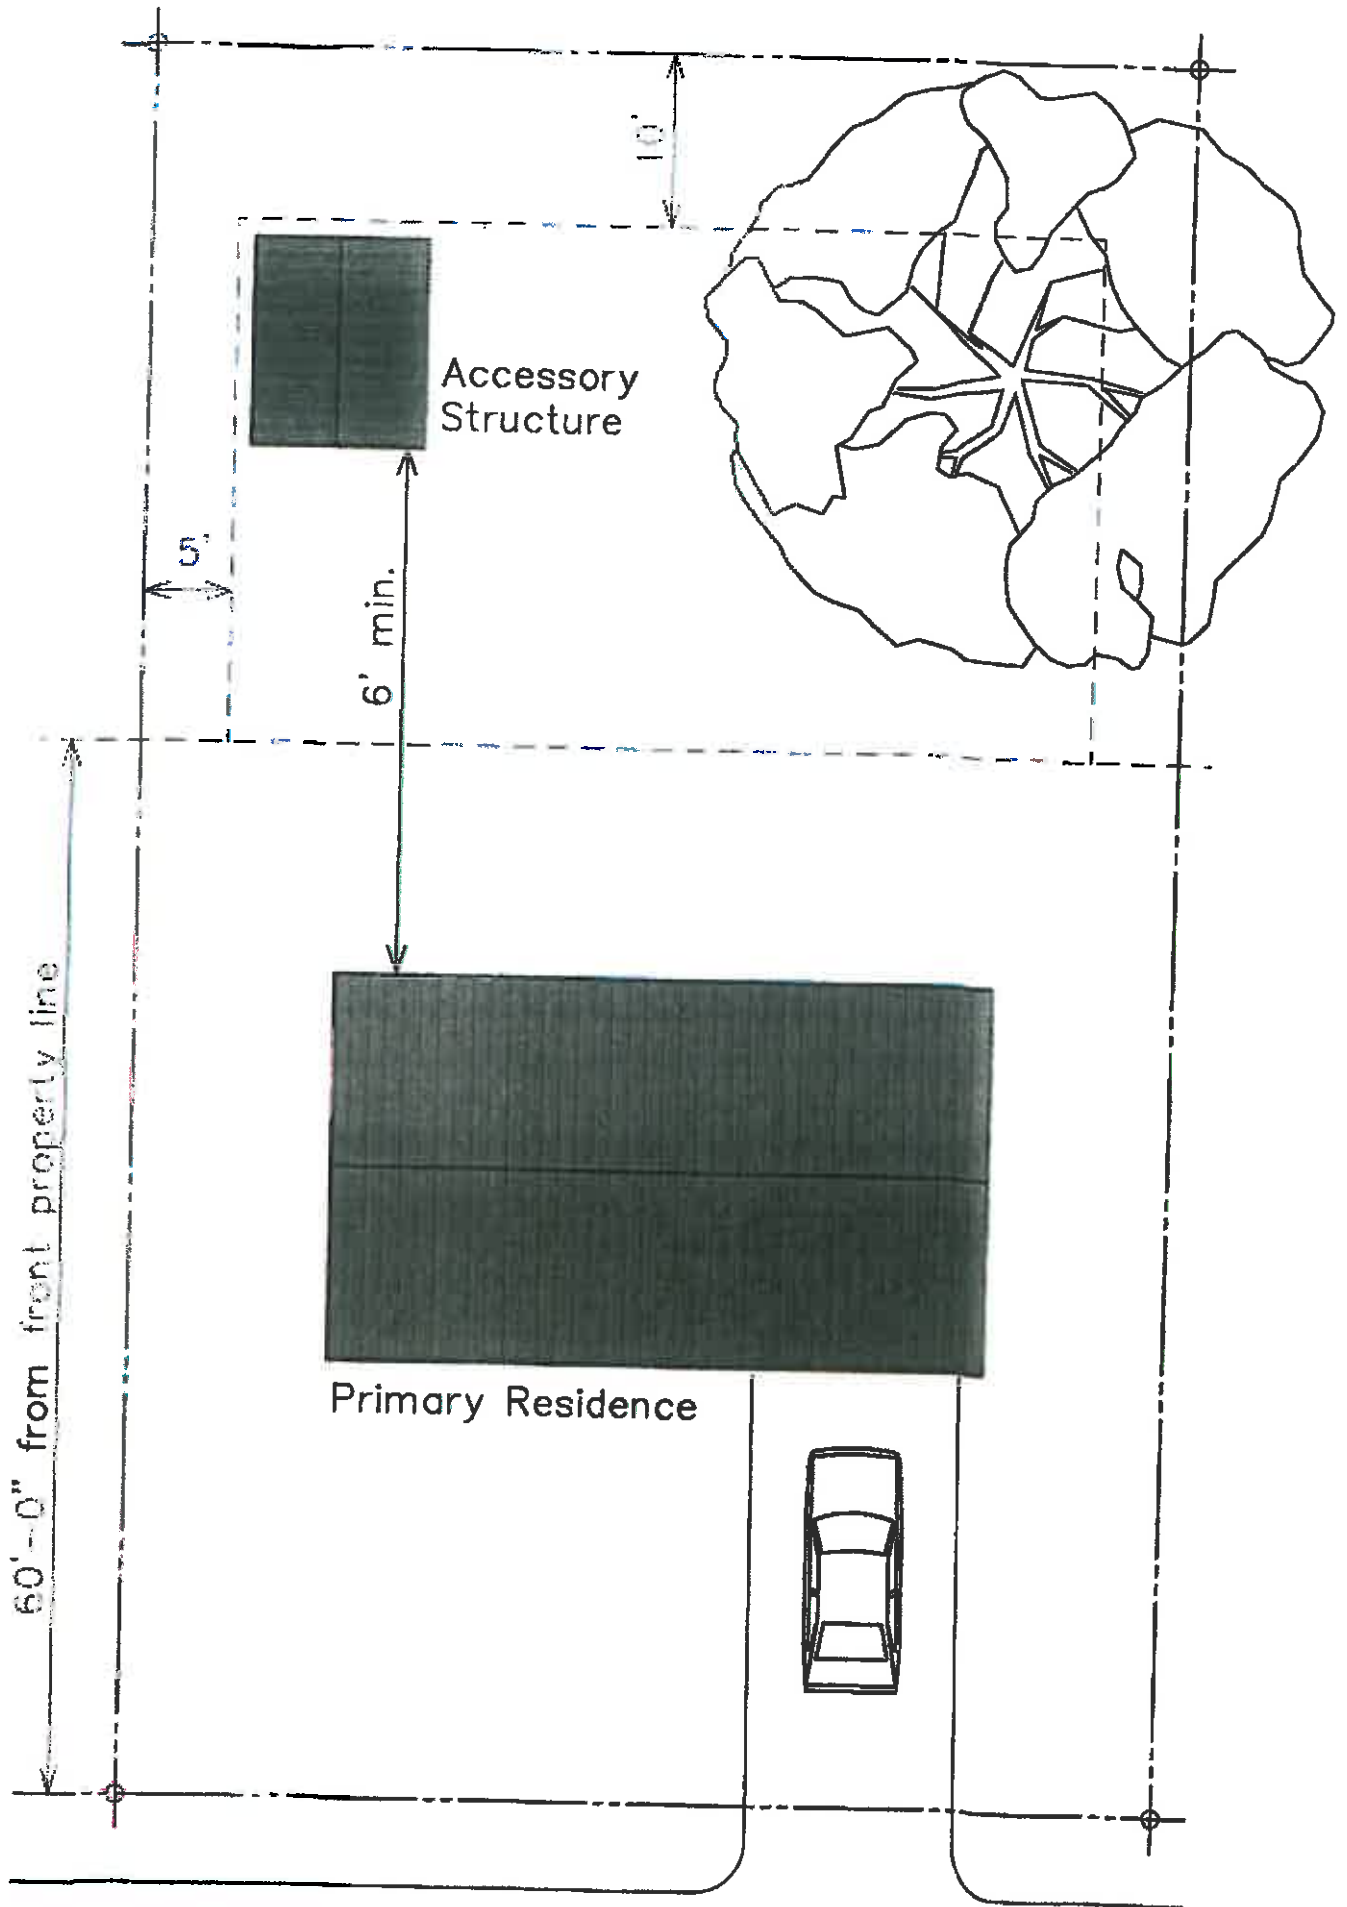 10'
Accessory
Structure
5'
6' min.
60'-0" from front property line
Primary Residence